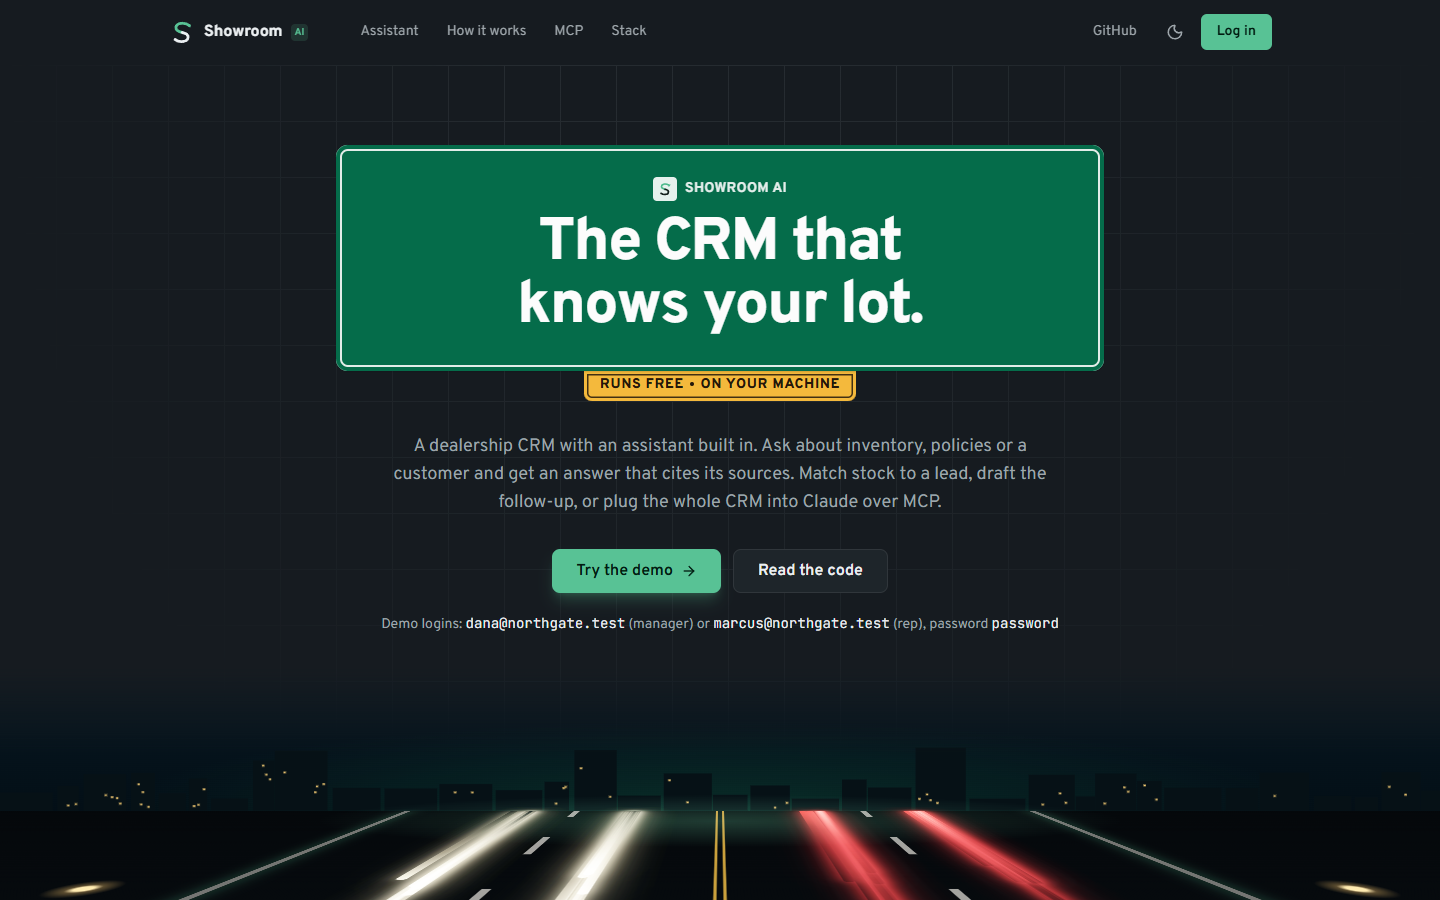 Showroom AI
Assistant
How it works
MCP
Stack
GitHub
Log in
SHOWROOM AI
The CRM that
knows your lot.
RUNS FREE • ON YOUR MACHINE
A dealership CRM with an assistant built in. Ask about inventory, policies or a
customer and get an answer that cites its sources. Match stock to a lead, draft the
follow-up, or plug the whole CRM into Claude over MCP.
Try the demo →
Read the code
Demo logins: dana@northgate.test (manager) or marcus@northgate.test (rep), password password